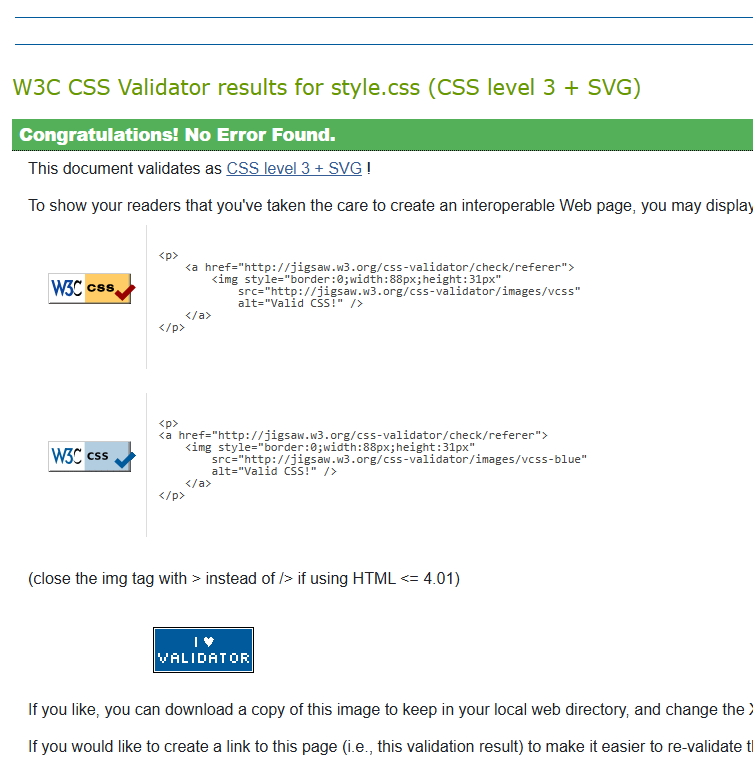 W3C CSS Validator results for style.css (CSS level 3 + SVG)
Congratulations! No Error Found.
This document validates as CSS level 3 + SVG !
To show your readers that you've taken the care to create an interoperable Web page, you may display
W3C css
<p>
<a href="http://jigsaw.w3.org/css-validator/check/referer">
<img style="border:0;width:88px;height:31px"
src="http://jigsaw.w3.org/css-validator/images/vcss"
alt="Valid CSS!" />
</a>
</p>
W3C css
<p>
<a href="http://jigsaw.w3.org/css-validator/check/referer">
<img style="border:0;width:88px;height:31px"
src="http://jigsaw.w3.org/css-validator/images/vcss-blue"
alt="Valid CSS!" />
</a>
</p>
(close the img tag with > instead of /> if using HTML <= 4.01)
I ♥
VALIDATOR
If you like, you can download a copy of this image to keep in your local web directory, and change the
If you would like to create a link to this page (i.e., this validation result) to make it easier to re-validate